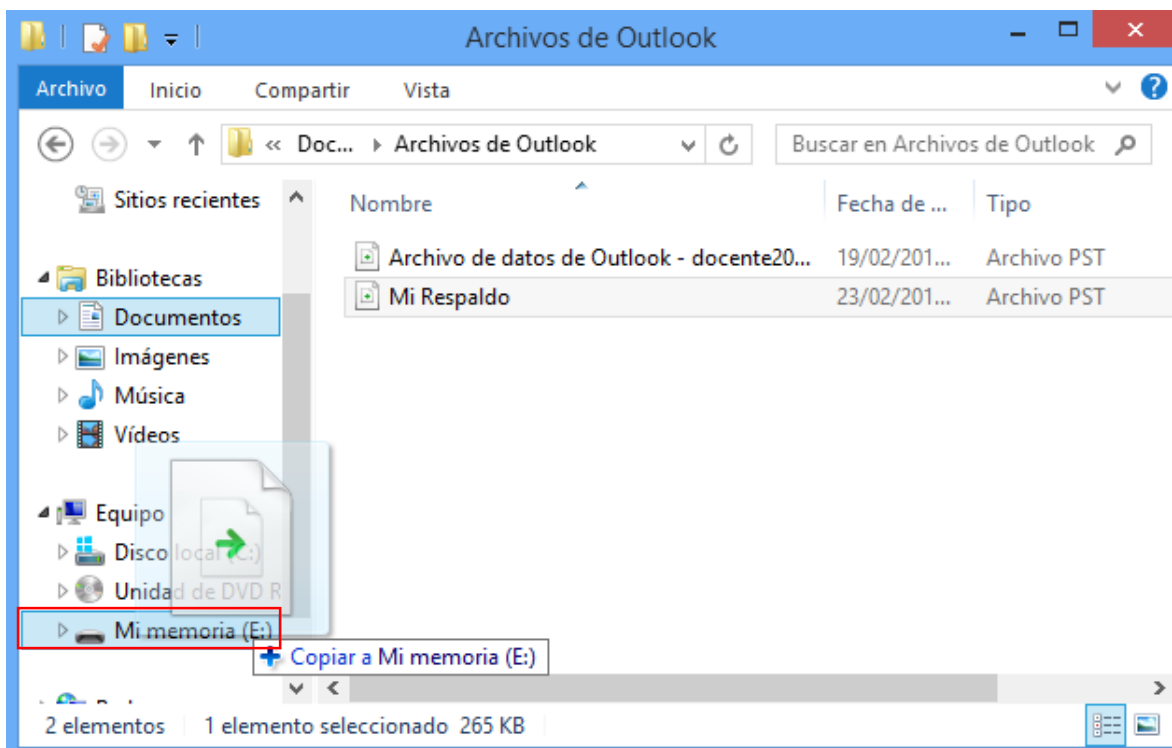 Archivos de Outlook
Archivo Inicio Compartir Vista
« Doc... Archivos de Outlook Buscar en Archivos de Outlook
Sitios recientes
Nombre Fecha de ... Tipo
Archivo de datos de Outlook - docente20... 19/02/201... Archivo PST
Bibliotecas
Mi Respaldo 23/02/201... Archivo PST
Documentos
Imágenes
Música
Vídeos
Equipo
Disco local (C:)
Unidad de DVD R
Mi memoria (E:)
Copiar a Mi memoria (E:)
2 elementos 1 elemento seleccionado 265 KB